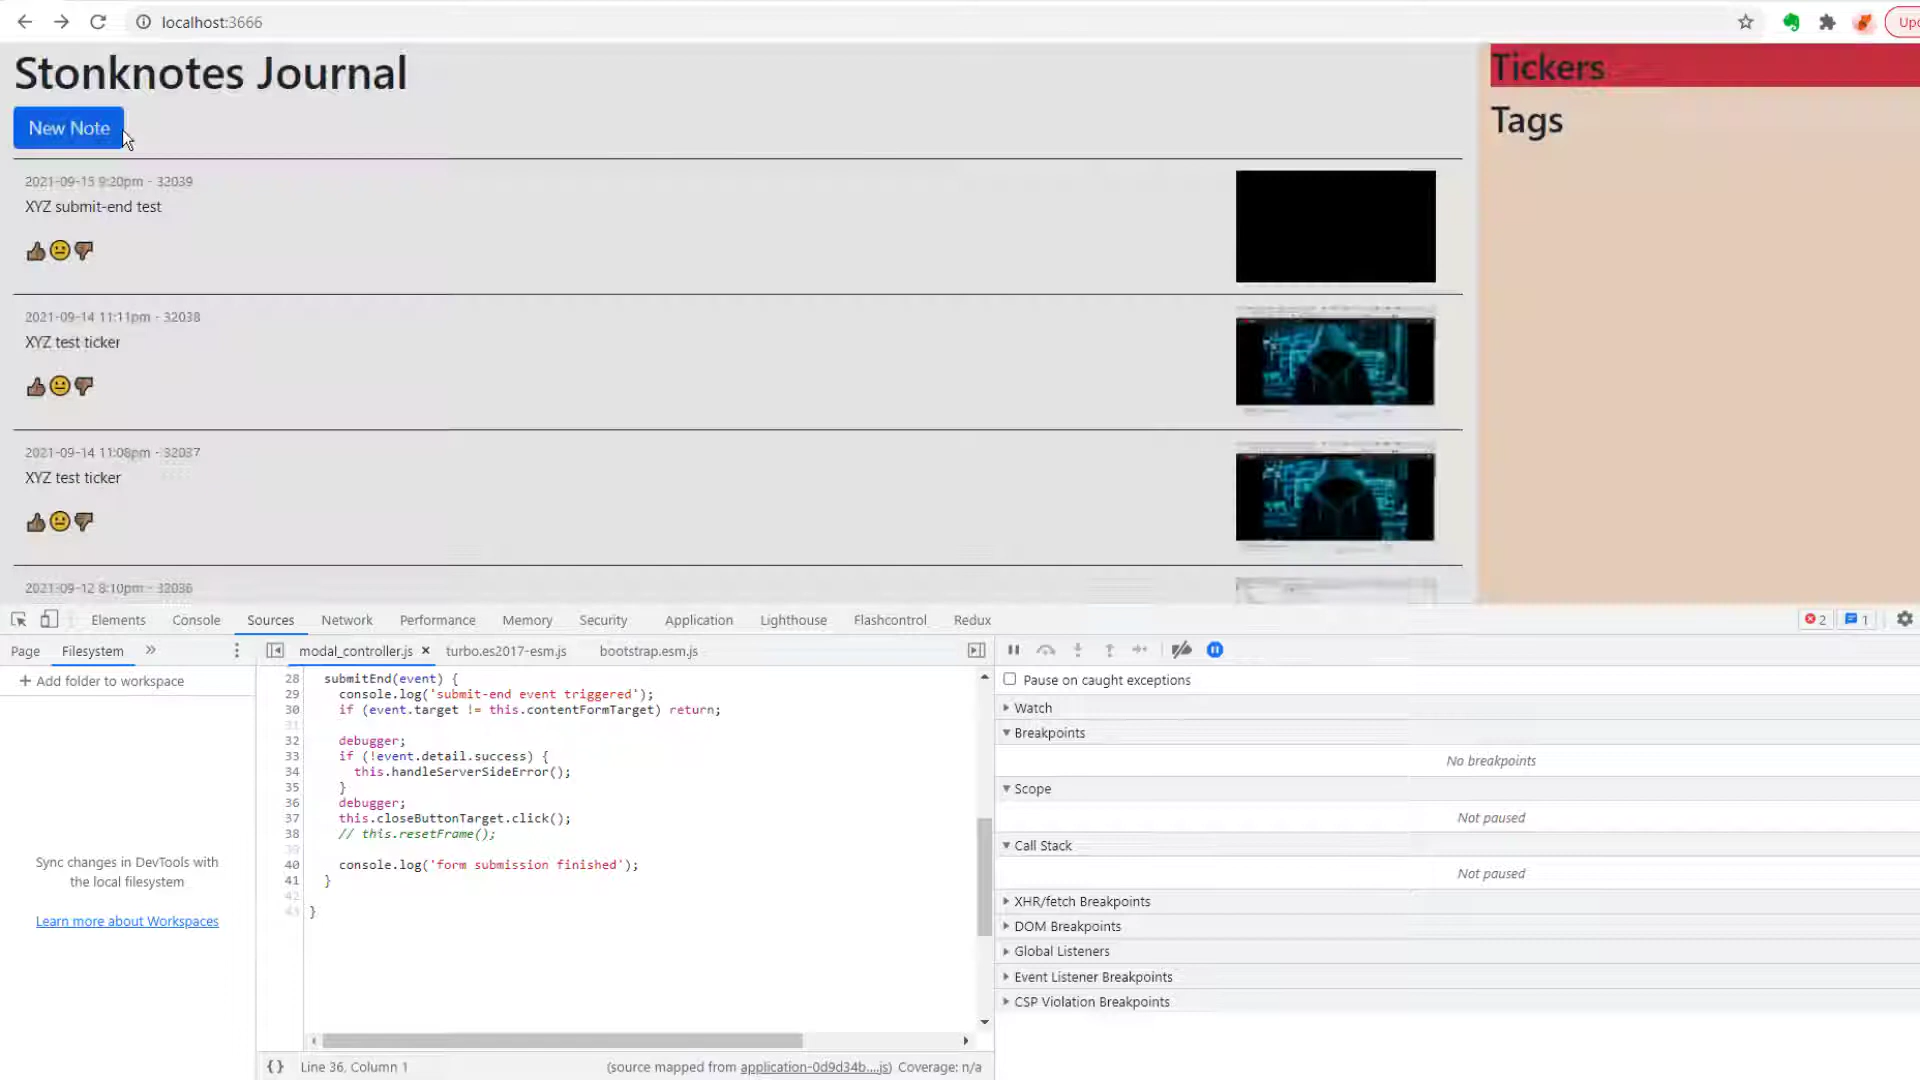 localhost:3666
Upd
Stonknotes Journal
New Note
Tickers
Tags
2021-09-15 9:20pm - 32039
XYZ submit-end test
2021-09-14 11:11pm - 32038
XYZ test ticker
2021-09-14 11:08pm - 32037
XYZ test ticker
2021-09-12 8:10pm - 32036
Elements Console Sources Network Performance Memory Security Application Lighthouse Flashcontrol Redux 2 1
Page Filesystem » modal_controller.js × turbo.es2017-esm.js bootstrap.esm.js
+ Add folder to workspace
Sync changes in DevTools with
the local filesystem
Learn more about Workspaces
28 submitEnd(event) {
29 console.log('submit-end event triggered');
30 if (event.target != this.contentFormTarget) return;
31
32 debugger;
33 if (!event.detail.success) {
34 this.handleServerSideError();
35 }
36 debugger;
37 this.closeButtonTarget.click();
38 // this.resetFrame();
39
40 console.log('form submission finished');
41 }
42
43 }
{ } Line 36, Column 1 (source mapped from application-0d9d34b....js) Coverage: n/a
Pause on caught exceptions
Watch
Breakpoints
No breakpoints
Scope
Not paused
Call Stack
Not paused
XHR/fetch Breakpoints
DOM Breakpoints
Global Listeners
Event Listener Breakpoints
CSP Violation Breakpoints